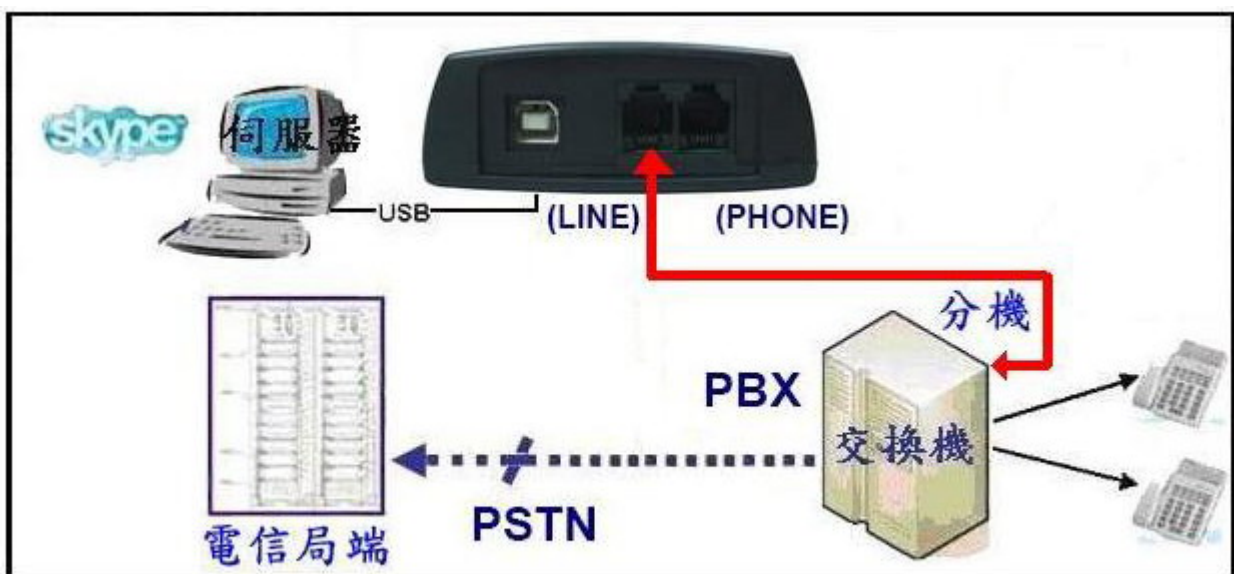 skype
伺服器
USB
(LINE)
(PHONE)
分機
PBX
交換機
PSTN
電信局端